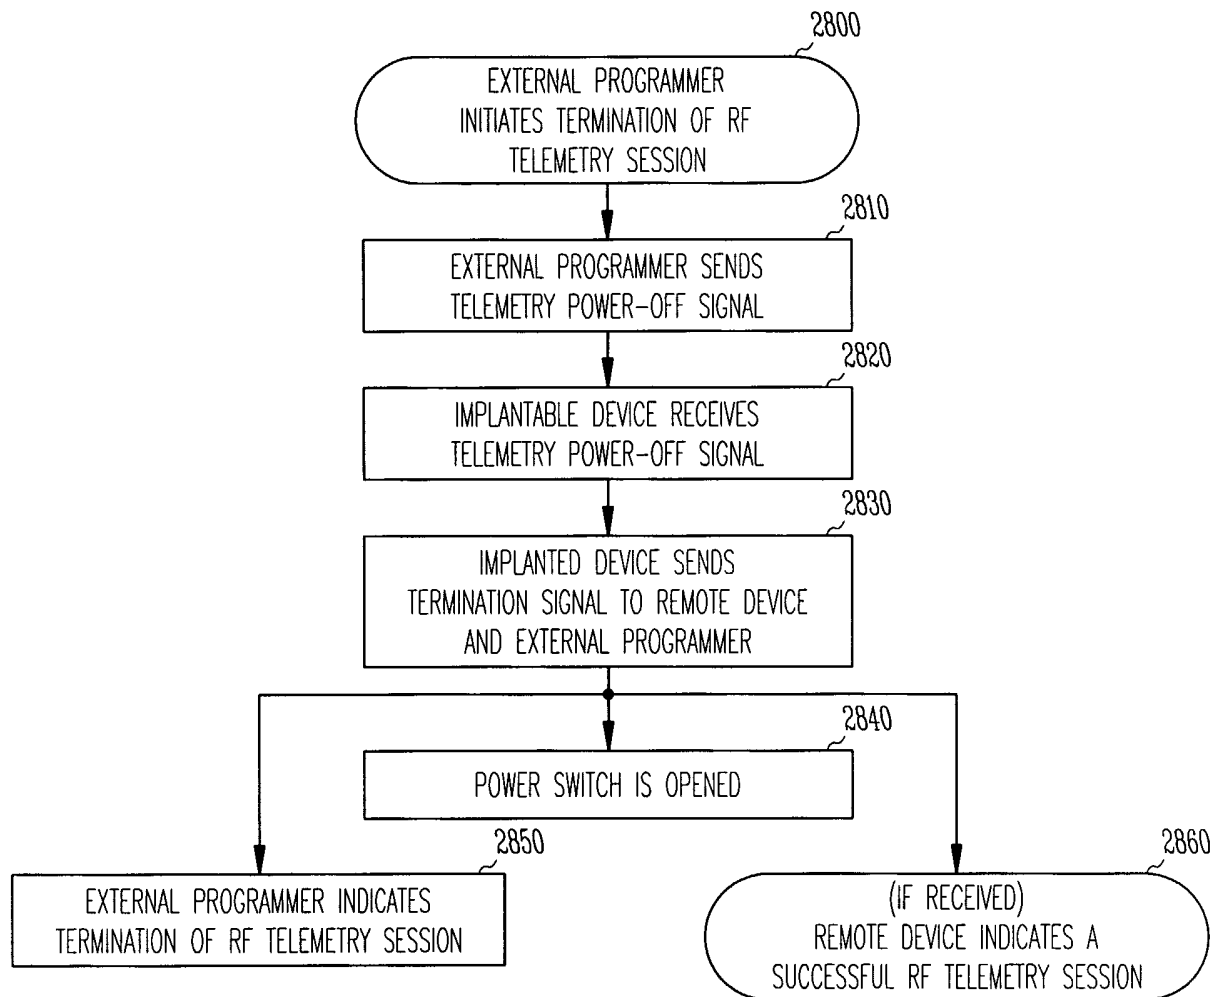 2800
EXTERNAL PROGRAMMER
INITIATES TERMINATION OF RF
TELEMETRY SESSION
2810
EXTERNAL PROGRAMMER SENDS
TELEMETRY POWER-OFF SIGNAL
2820
IMPLANTABLE DEVICE RECEIVES
TELEMETRY POWER-OFF SIGNAL
2830
IMPLANTED DEVICE SENDS
TERMINATION SIGNAL TO REMOTE DEVICE
AND EXTERNAL PROGRAMMER
2840
POWER SWITCH IS OPENED
2850
EXTERNAL PROGRAMMER INDICATES
TERMINATION OF RF TELEMETRY SESSION
2860
(IF RECEIVED)
REMOTE DEVICE INDICATES A
SUCCESSFUL RF TELEMETRY SESSION